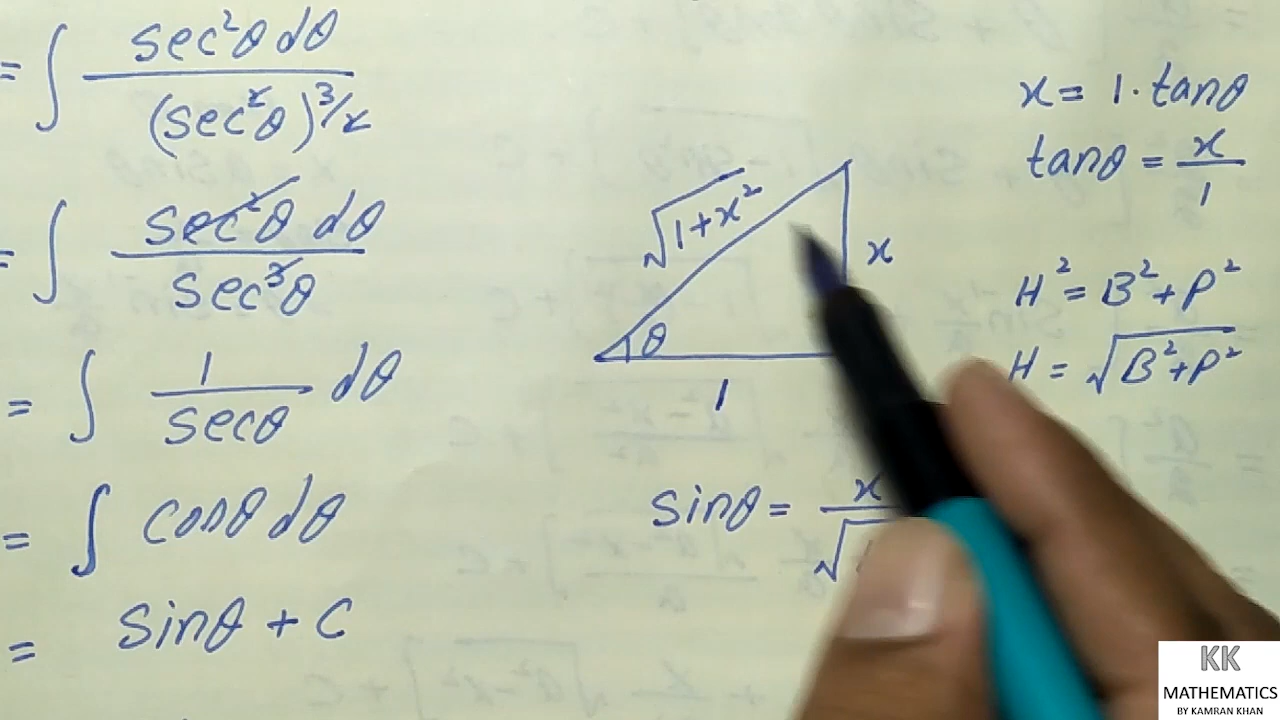 = ∫ sec²θ dθ / (sec²θ)^3/2
= ∫ sec²θ dθ / sec³θ
= ∫ 1 / secθ dθ
= ∫ cosθ dθ
= sinθ + C
√1+x²
x
θ
1
x = 1 · tanθ
tanθ = x / 1
H² = B² + P²
H = √B²+P²
sinθ = x / √1
KK
MATHEMATICS
BY KAMRAN KHAN